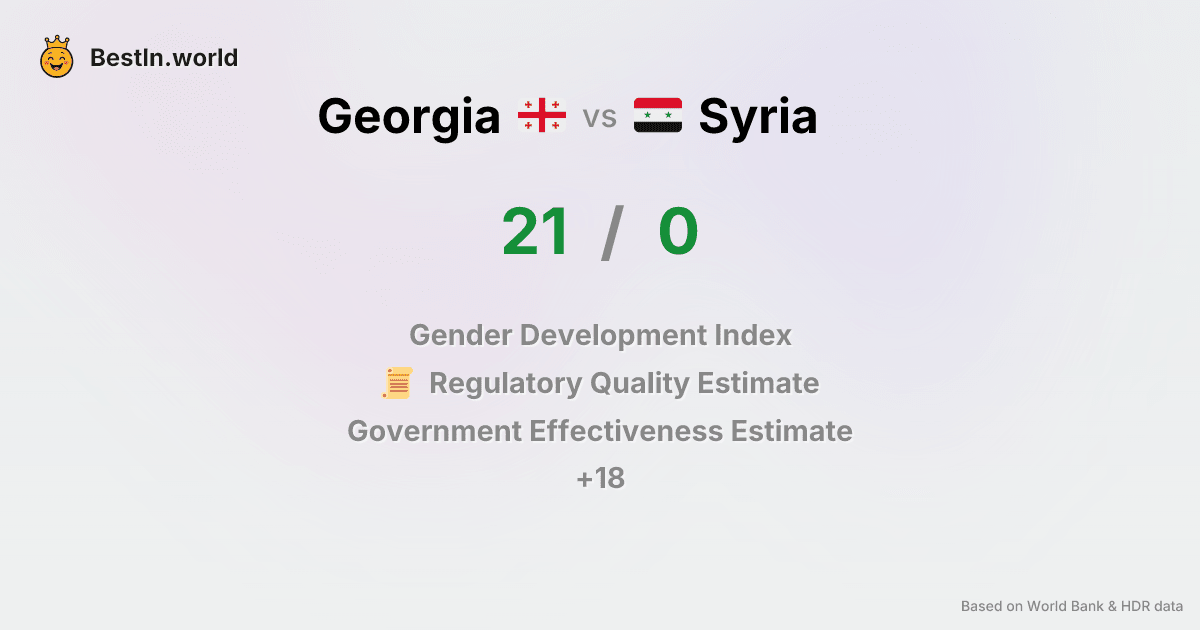 BestIn.world
Georgia vs Syria
21 / 0
Gender Development Index
Regulatory Quality Estimate
Government Effectiveness Estimate
+18
Based on World Bank & HDR data